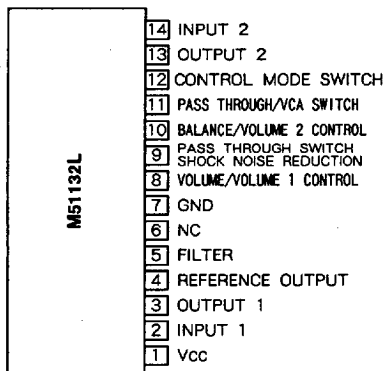 M51132L
14 INPUT 2
13 OUTPUT 2
12 CONTROL MODE SWITCH
11 PASS THROUGH/VCA SWITCH
10 BALANCE/VOLUME 2 CONTROL
9 PASS THROUGH SWITCH
SHOCK NOISE REDUCTION
8 VOLUME/VOLUME 1 CONTROL
7 GND
6 NC
5 FILTER
4 REFERENCE OUTPUT
3 OUTPUT 1
2 INPUT 1
1 Vcc